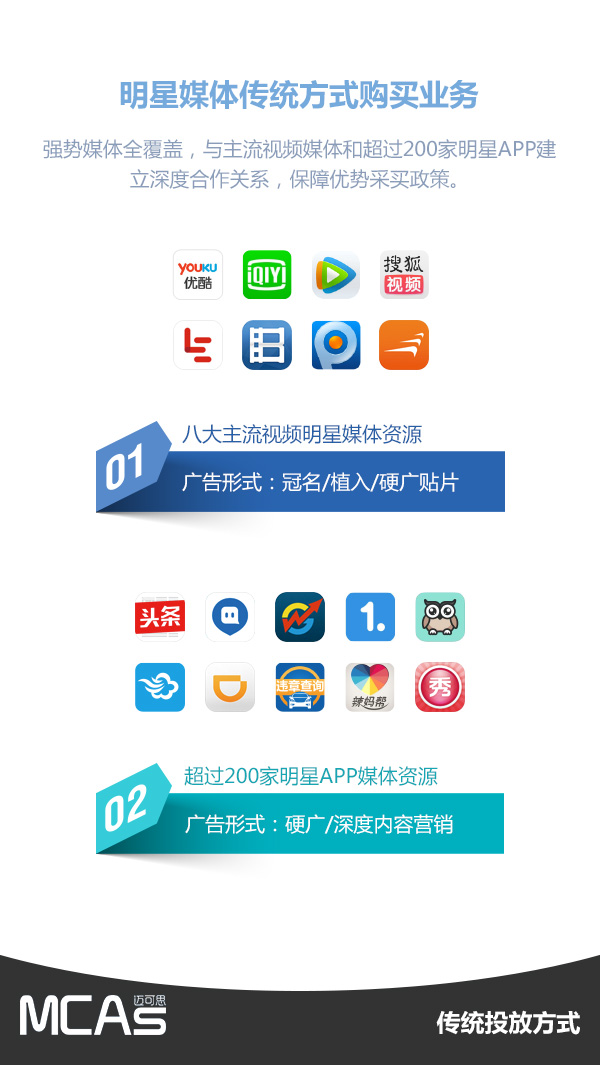 明星媒体传统方式购买业务
强势媒体全覆盖，与主流视频媒体和超过200家明星APP建
立深度合作关系，保障优势采买政策。
YOUKU
优酷
iQIYI
搜狐
视频
八大主流视频明星媒体资源
01
广告形式：冠名/植入/硬广贴片
头条
1.
违章查询
辣妈帮
秀
超过200家明星APP媒体资源
02
广告形式：硬广/深度内容营销
迈可思
MCAS
传统投放方式